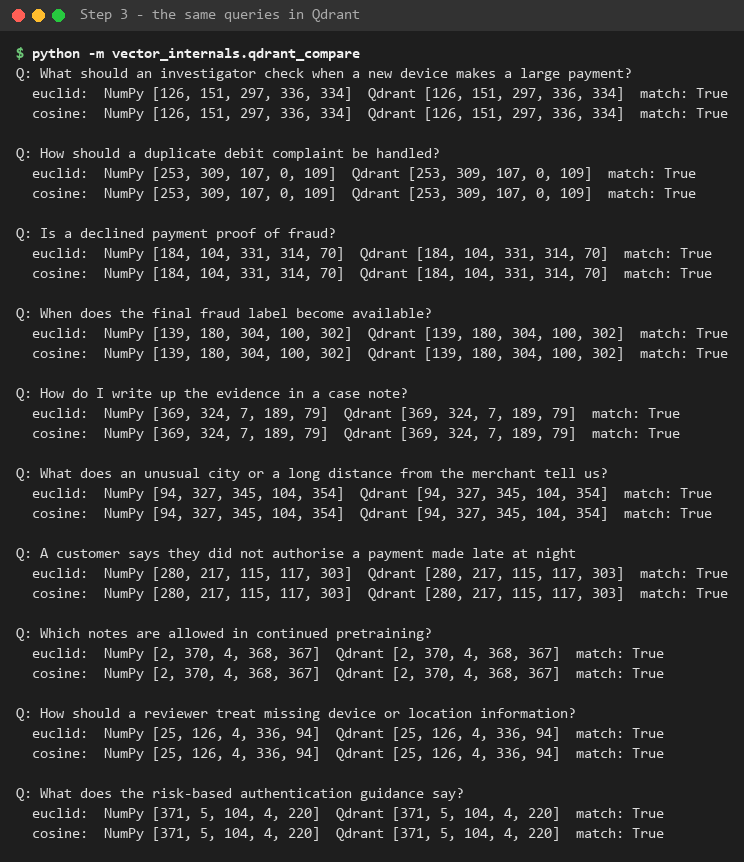 Step 3 - the same queries in Qdrant
$ python -m vector_internals.qdrant_compare
Q: What should an investigator check when a new device makes a large payment?
  euclid:  NumPy [126, 151, 297, 336, 334]  Qdrant [126, 151, 297, 336, 334]  match: True
  cosine:  NumPy [126, 151, 297, 336, 334]  Qdrant [126, 151, 297, 336, 334]  match: True

Q: How should a duplicate debit complaint be handled?
  euclid:  NumPy [253, 309, 107, 0, 109]  Qdrant [253, 309, 107, 0, 109]  match: True
  cosine:  NumPy [253, 309, 107, 0, 109]  Qdrant [253, 309, 107, 0, 109]  match: True

Q: Is a declined payment proof of fraud?
  euclid:  NumPy [184, 104, 331, 314, 70]  Qdrant [184, 104, 331, 314, 70]  match: True
  cosine:  NumPy [184, 104, 331, 314, 70]  Qdrant [184, 104, 331, 314, 70]  match: True

Q: When does the final fraud label become available?
  euclid:  NumPy [139, 180, 304, 100, 302]  Qdrant [139, 180, 304, 100, 302]  match: True
  cosine:  NumPy [139, 180, 304, 100, 302]  Qdrant [139, 180, 304, 100, 302]  match: True

Q: How do I write up the evidence in a case note?
  euclid:  NumPy [369, 324, 7, 189, 79]  Qdrant [369, 324, 7, 189, 79]  match: True
  cosine:  NumPy [369, 324, 7, 189, 79]  Qdrant [369, 324, 7, 189, 79]  match: True

Q: What does an unusual city or a long distance from the merchant tell us?
  euclid:  NumPy [94, 327, 345, 104, 354]  Qdrant [94, 327, 345, 104, 354]  match: True
  cosine:  NumPy [94, 327, 345, 104, 354]  Qdrant [94, 327, 345, 104, 354]  match: True

Q: A customer says they did not authorise a payment made late at night
  euclid:  NumPy [280, 217, 115, 117, 303]  Qdrant [280, 217, 115, 117, 303]  match: True
  cosine:  NumPy [280, 217, 115, 117, 303]  Qdrant [280, 217, 115, 117, 303]  match: True

Q: Which notes are allowed in continued pretraining?
  euclid:  NumPy [2, 370, 4, 368, 367]  Qdrant [2, 370, 4, 368, 367]  match: True
  cosine:  NumPy [2, 370, 4, 368, 367]  Qdrant [2, 370, 4, 368, 367]  match: True

Q: How should a reviewer treat missing device or location information?
  euclid:  NumPy [25, 126, 4, 336, 94]  Qdrant [25, 126, 4, 336, 94]  match: True
  cosine:  NumPy [25, 126, 4, 336, 94]  Qdrant [25, 126, 4, 336, 94]  match: True

Q: What does the risk-based authentication guidance say?
  euclid:  NumPy [371, 5, 104, 4, 220]  Qdrant [371, 5, 104, 4, 220]  match: True
  cosine:  NumPy [371, 5, 104, 4, 220]  Qdrant [371, 5, 104, 4, 220]  match: True